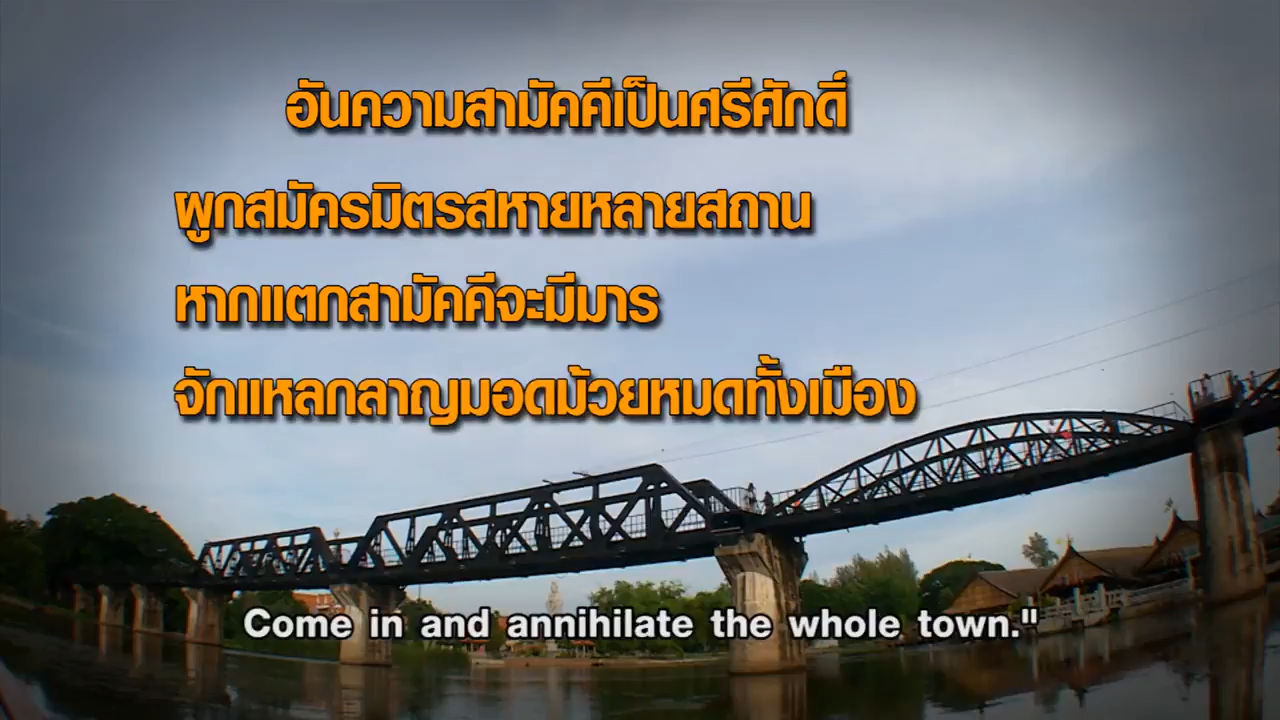 อันความสามัคคีเป็นศรีศักดิ์
ผูกสมัครมิตรสหายหลายสถาน
หากแตกสามัคคีจะมีมาร
จักแหลกลาญมอดม้วยหมดทั้งเมือง
Come in and annihilate the whole town."